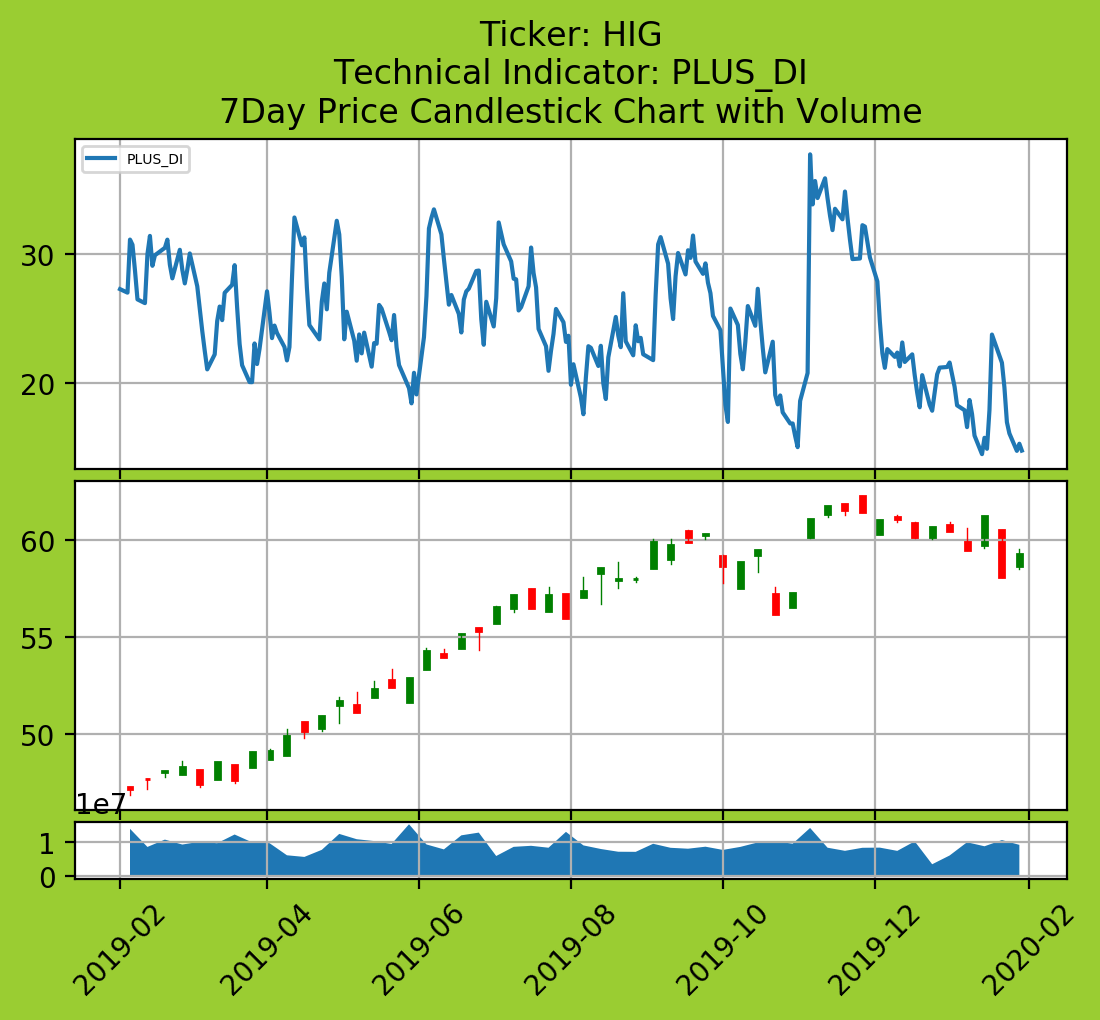 Ticker: HIG
Technical Indicator: PLUS_DI
7Day Price Candlestick Chart with Volume
PLUS_DI
30
20
60
55
50
1e7
1
0
2019-02
2019-04
2019-06
2019-08
2019-10
2019-12
2020-02